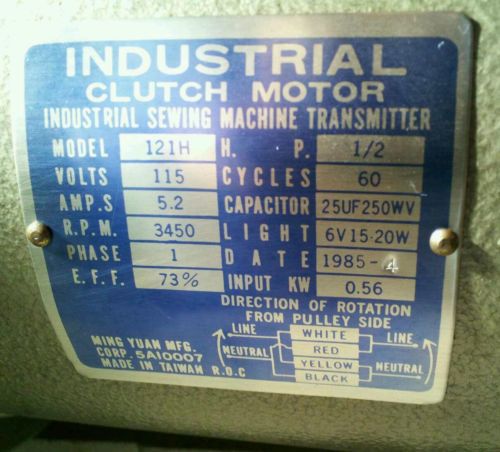 INDUSTRIAL
CLUTCH MOTOR
INDUSTRIAL SEWING MACHINE TRANSMITTER
MODEL 121H H. P. 1/2
VOLTS 115 CYCLES 60
AMP.S 5.2 CAPACITOR 25UF250WV
R.P.M. 3450 LIGHT 6V15-20W
PHASE 1 DATE 1985-4
E.F.F. 73% INPUT KW 0.56
DIRECTION OF ROTATION
FROM PULLEY SIDE
LINE WHITE LINE
RED
NEUTRAL YELLOW NEUTRAL
BLACK
MING YUAN MFG.
CORP. 5A10007
MADE IN TAIWAN R.O.C